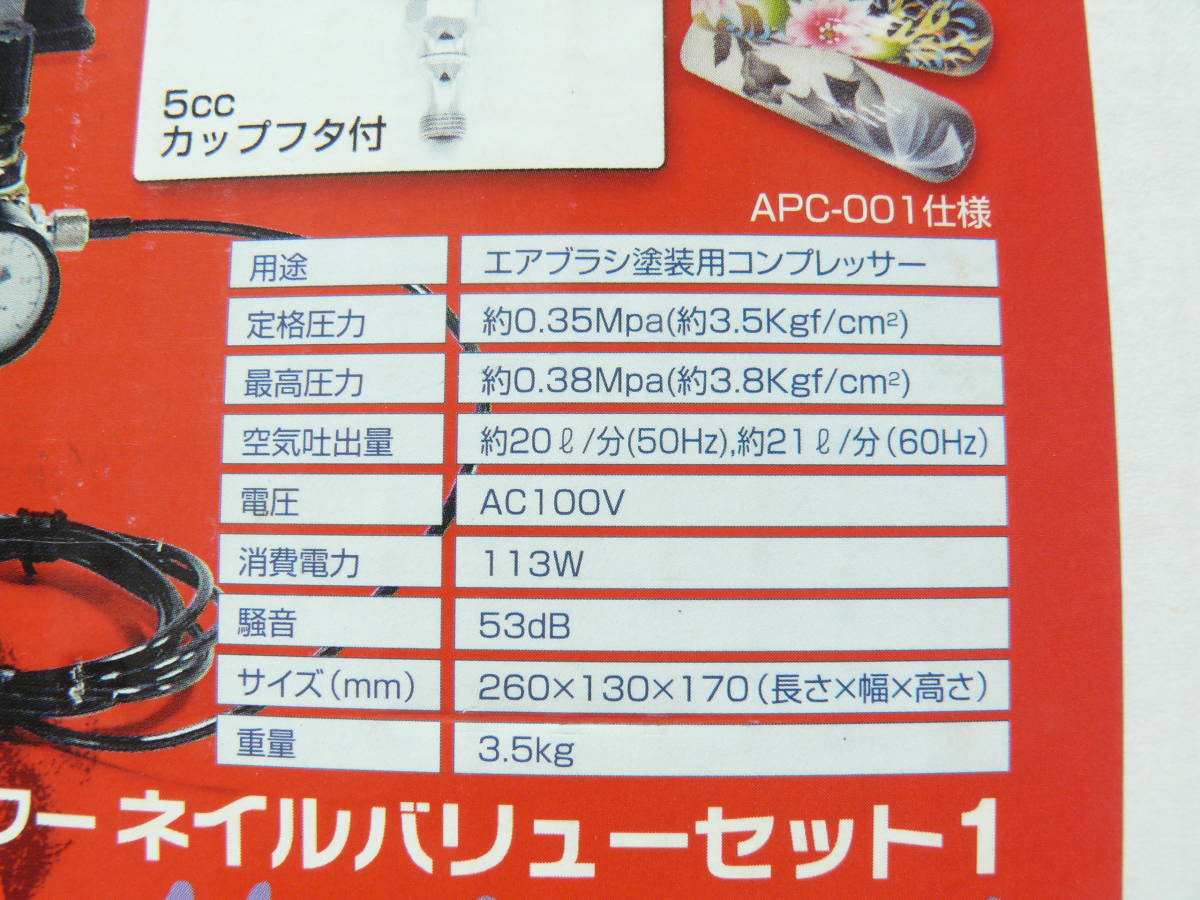 5cc
カップフタ付
APC-001仕様
用途 エアブラシ塗装用コンプレッサー
定格圧力 約0.35Mpa(約3.5Kgf/cm²)
最高圧力 約0.38Mpa(約3.8Kgf/cm²)
空気吐出量 約20ℓ/分(50Hz),約21ℓ/分(60Hz)
電圧 AC100V
消費電力 113W
騒音 53dB
サイズ(mm) 260×130×170(長さ×幅×高さ)
重量 3.5kg
ワー ネイルバリューセット1